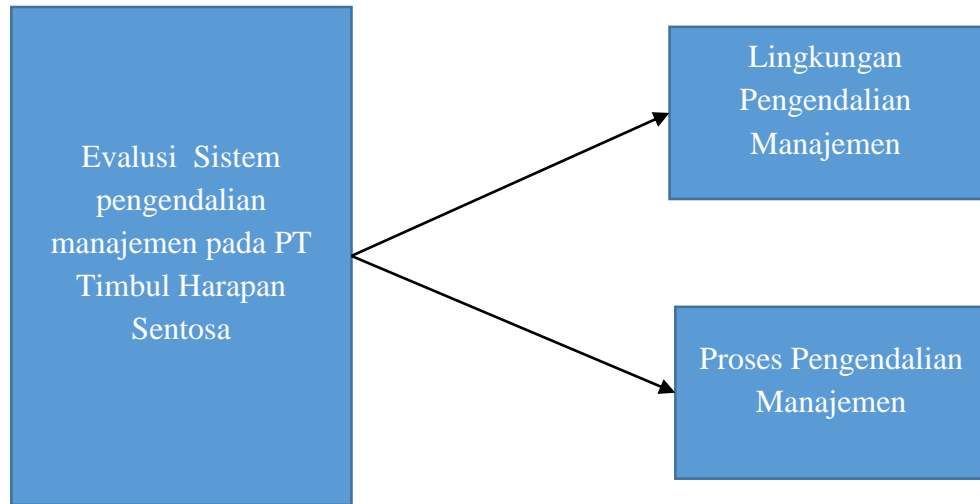 Evalusi Sistem
pengendalian
manajemen pada PT
Timbul Harapan
Sentosa
Lingkungan
Pengendalian
Manajemen
Proses Pengendalian
Manajemen